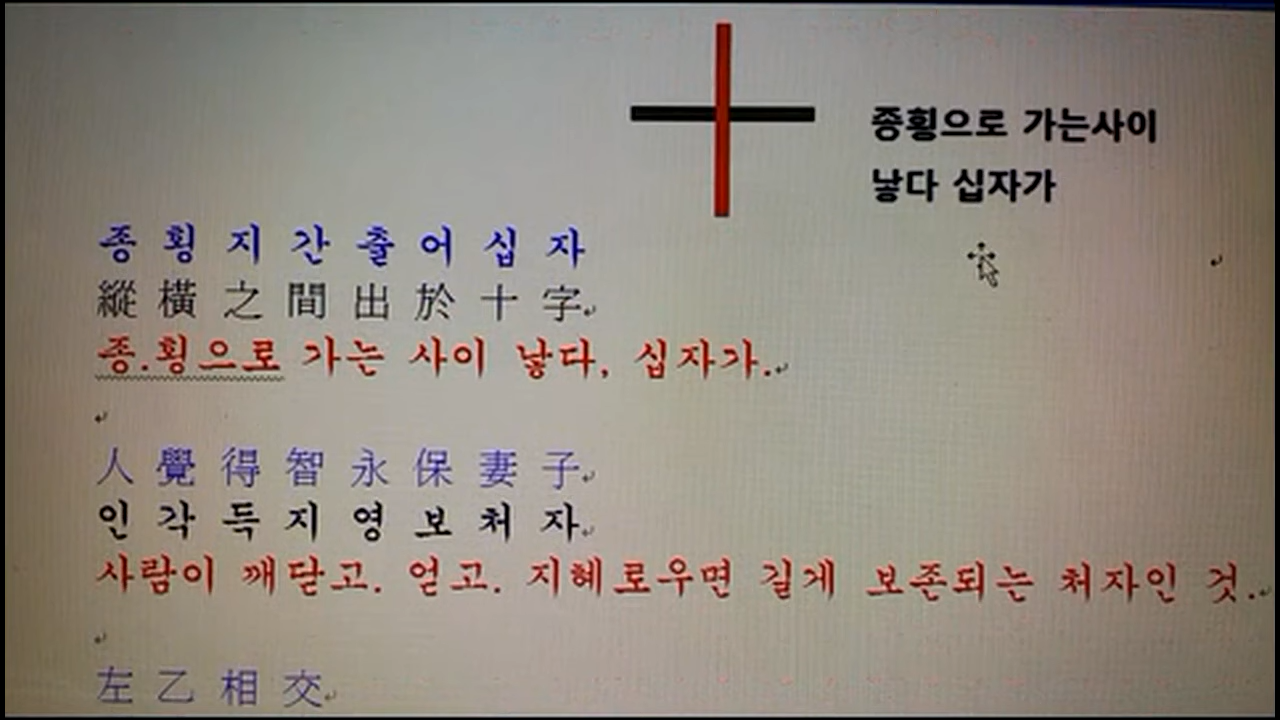 종횡으로 가는사이
낳다 십자가
종 횡 지 간 출 어 십 자
縱 橫 之 間 出 於 十 字
종.횡으로 가는 사이 낳다, 십자가.
人 覺 得 智 永 保 妻 子
인 각 득 지 영 보 처 자
사람이 깨닫고. 얻고. 지혜로우면 길게 보존되는 처자인 것.
左 乙 相 交